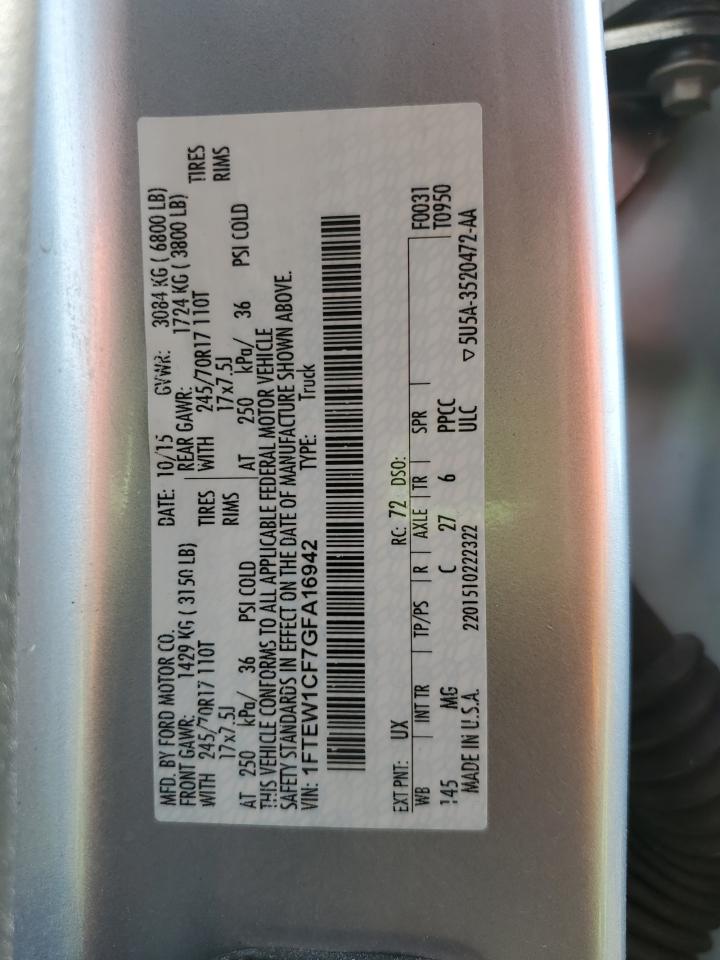 MFD. BY FORD MOTOR CO. DATE: 10/15 GVWR: 3084 KG ( 6800 LB)
FRONT GAWR: 1429 KG ( 3150 LB) REAR GAWR: 1724 KG ( 3800 LB)
WITH 245/70R17 110T TIRES WITH 245/70R17 110T TIRES
17x7.5J RIMS 17x7.5J RIMS
AT 250 kPa/ 36 PSI COLD AT 250 kPa/ 36 PSI COLD
THIS VEHICLE CONFORMS TO ALL APPLICABLE FEDERAL MOTOR VEHICLE
SAFETY STANDARDS IN EFFECT ON THE DATE OF MANUFACTURE SHOWN ABOVE.
VIN: 1FTEW1CF7GFA16942 TYPE: Truck
EXT PNT: UX RC: 72 DSO: F0031
WB INT TR TP/PS R AXLE TR SPR T0950
145 MG C 27 6 PPCC
MADE IN U.S.A. 2201510222322 ULC ▽5U5A-3520472-AA